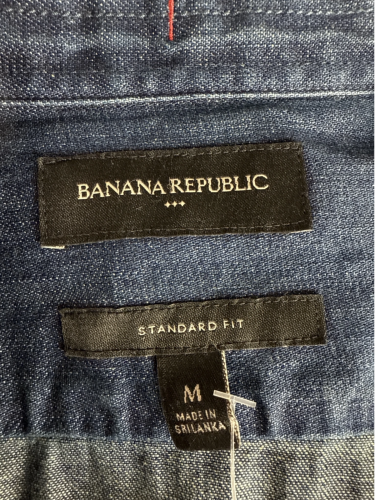 BANANA REPUBLIC
STANDARD FIT
M
MADE IN
SRI LANKA